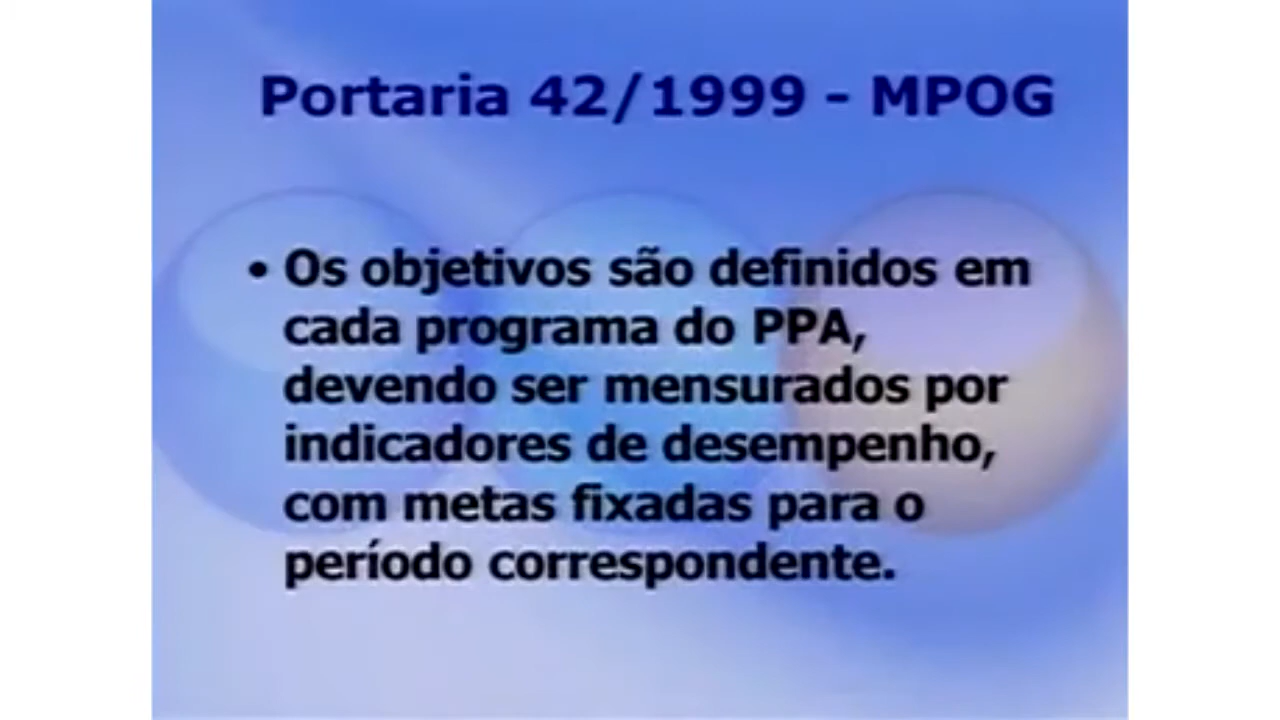 Portaria 42/1999 - MPOG
• Os objetivos são definidos em
cada programa do PPA,
devendo ser mensurados por
indicadores de desempenho,
com metas fixadas para o
período correspondente.